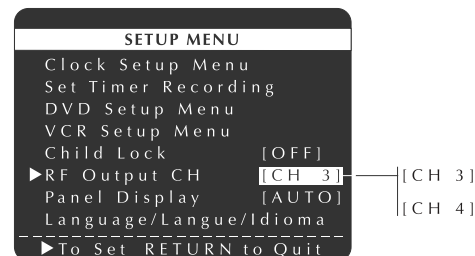 SETUP MENU
Clock Setup Menu
Set Timer Recording
DVD Setup Menu
VCR Setup Menu
Child Lock [OFF]
▶RF Output CH [CH 3] [CH 3]
Panel Display [AUTO] [CH 4]
Language/Langue/Idioma
▶To Set RETURN to Quit